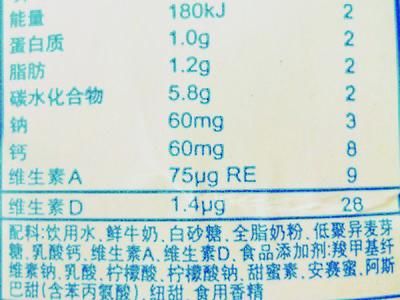 能量 180kJ 2
蛋白质 1.0g 2
脂肪 1.2g 2
碳水化合物 5.8g 2
钠 60mg 3
钙 60mg 8
维生素A 75μg RE 9
维生素D 1.4μg 28
配料:饮用水、鲜牛奶、白砂糖、全脂奶粉、低聚异麦芽
糖、乳酸钙、维生素A、维生素D、食品添加剂:羧甲基纤
维素钠、乳酸、柠檬酸、柠檬酸钠、甜蜜素、安赛蜜、阿斯
巴甜(含苯丙氨酸)、纽甜、食用香精